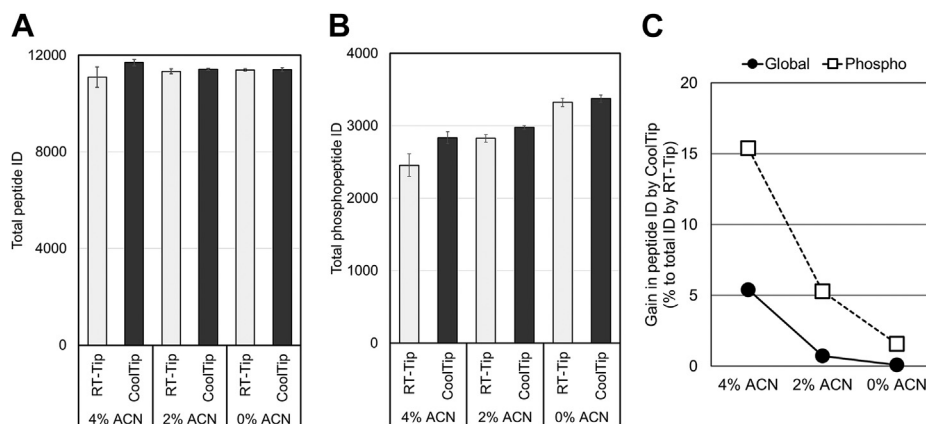 A
Total peptide ID
12000
8000
4000
0
RT-Tip
CoolTip
RT-Tip
CoolTip
RT-Tip
CoolTip
4% ACN
2% ACN
0% ACN
B
Total phosphopeptide ID
4000
3000
2000
1000
0
RT-Tip
CoolTip
RT-Tip
CoolTip
RT-Tip
CoolTip
4% ACN
2% ACN
0% ACN
C
Global
Phospho
Gain in peptide ID by CoolTip
(% to total ID by RT-Tip)
20
15
10
5
0
4% ACN
2% ACN
0% ACN